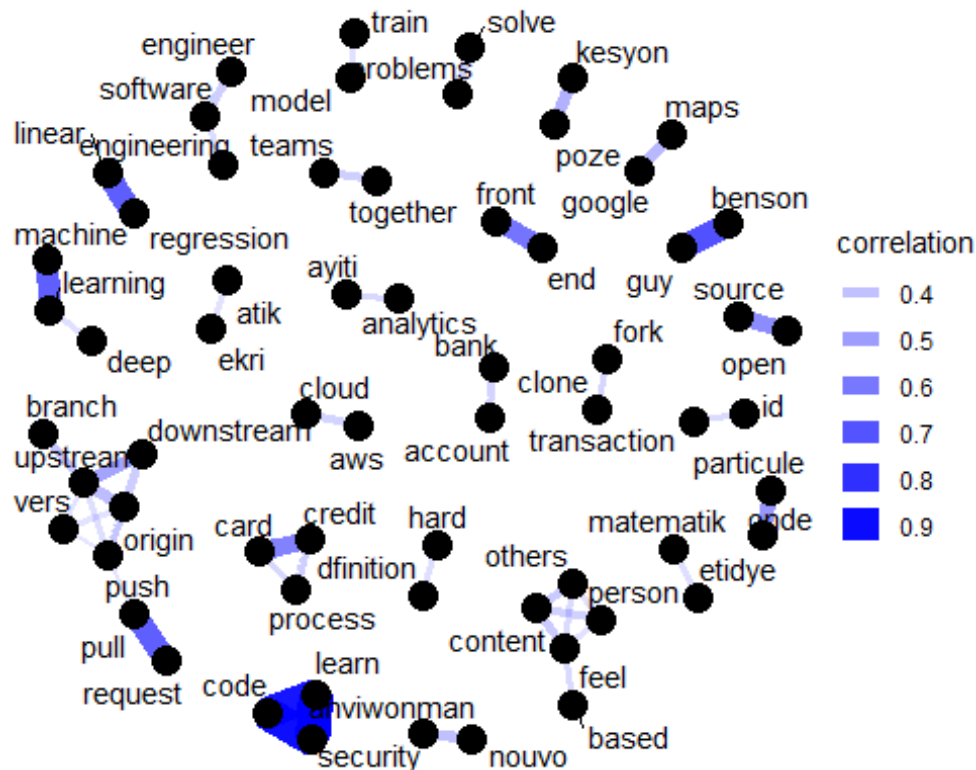 train
solve
engineer
problems
kesyon
software
model
maps
linear
engineering
teams
poze
google
together
front
benson
machine
regression
end
guy
learning
ayiti
source
atik
analytics
fork
deep
ekri
bank
open
clone
cloud
id
branch
downstream
aws
account
transaction
upstream
particule
vers
card
credit
hard
matematik
onde
origin
dfinition
others
etidye
push
process
person
content
pull
learn
feel
request
code
anviwonman
security
nouvo
based
correlation
0.4
0.5
0.6
0.7
0.8
0.9